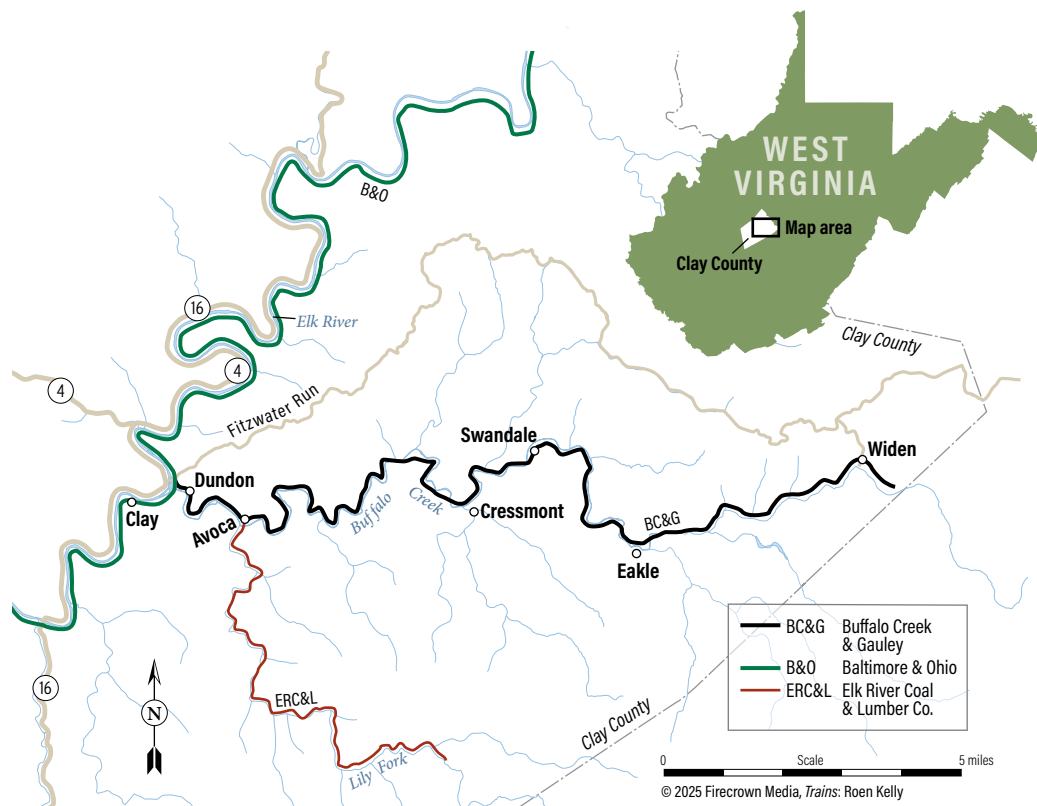 WEST
VIRGINIA
Map area
Clay County
B&O
16
Elk River
Clay County
4
4
Fitzwater Run
Swandale
Widen
Dundon
Buffalo
Creek
Cressmont
Clay
Avoca
BC&G
Eakle
BC&G Buffalo Creek
& Gauley
B&O Baltimore & Ohio
ERC&L Elk River Coal
& Lumber Co.
16
N
ERC&L
Clay County
Lily Fork
0 Scale 5 miles
© 2025 Firecrown Media, Trains: Roen Kelly